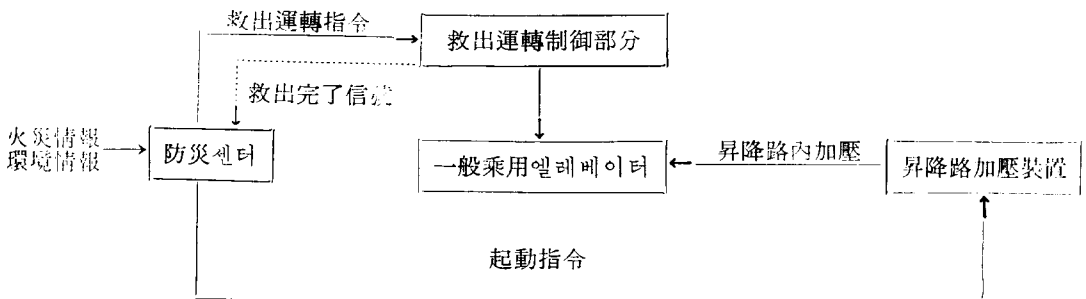 救出運轉指令
救出運轉制御部分
救出完了信號
火災情報
環境情報
防災센터
一般乘用엘레베이터
昇降路內加壓
昇降路加壓裝置
起動指令